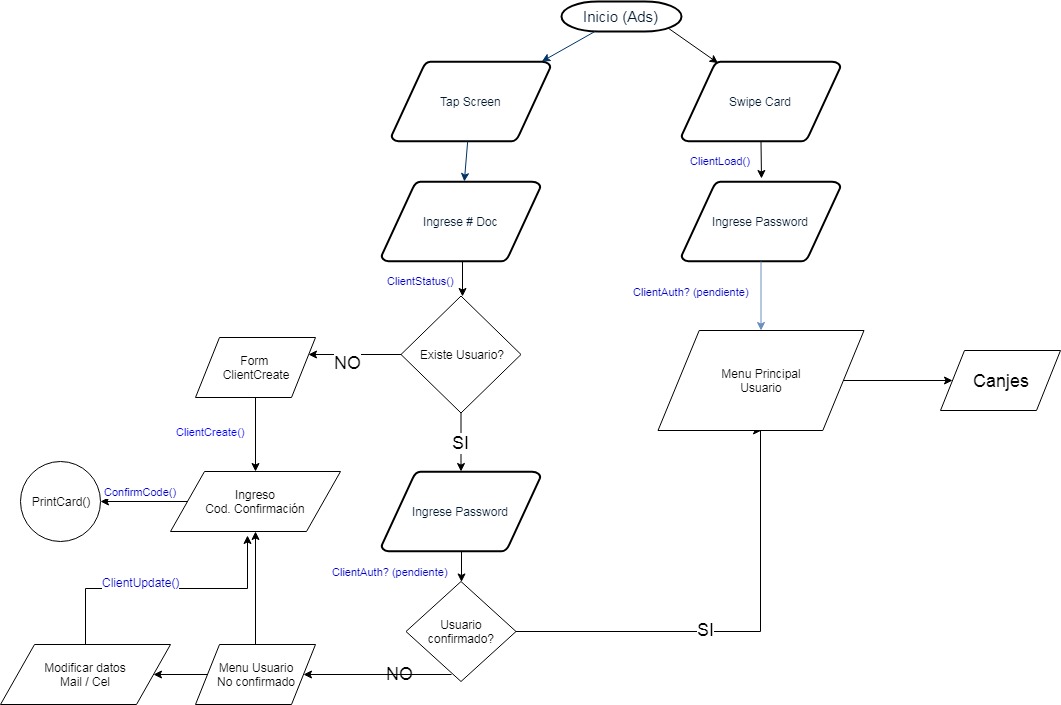 Inicio (Ads)
Tap Screen
Swipe Card
ClientLoad()
Ingrese # Doc
Ingrese Password
ClientStatus()
ClientAuth? (pendiente)
Existe Usuario?
NO
Form
ClientCreate
Menu Principal
Usuario
Canjes
ClientCreate()
SI
ConfirmCode()
PrintCard()
Ingreso
Cod. Confirmación
Ingrese Password
ClientAuth? (pendiente)
ClientUpdate()
Usuario
confirmado?
SI
Modificar datos
Mail / Cel
Menu Usuario
No confirmado
NO